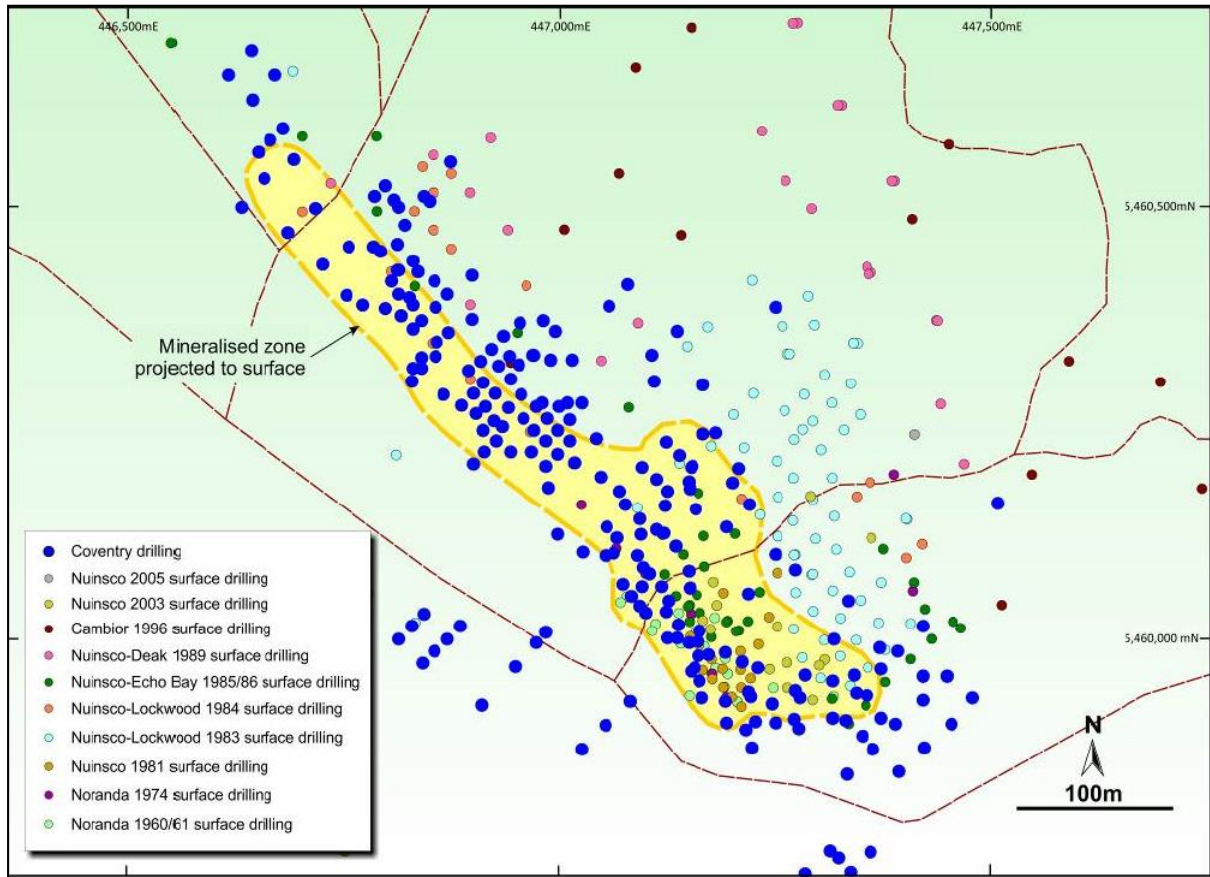 446,500mE
447,000mE
447,500mE
5,460,500mN
Mineralised zone
projected to surface
Coventry drilling
Nuinsco 2005 surface drilling
Nuinsco 2003 surface drilling
Cambior 1996 surface drilling
Nuinsco-Deak 1989 surface drilling
Nuinsco-Echo Bay 1985/86 surface drilling
Nuinsco-Lockwood 1984 surface drilling
Nuinsco-Lockwood 1983 surface drilling
Nuinsco 1981 surface drilling
Noranda 1974 surface drilling
Noranda 1960/61 surface drilling
5,460,000 mN
N
100m